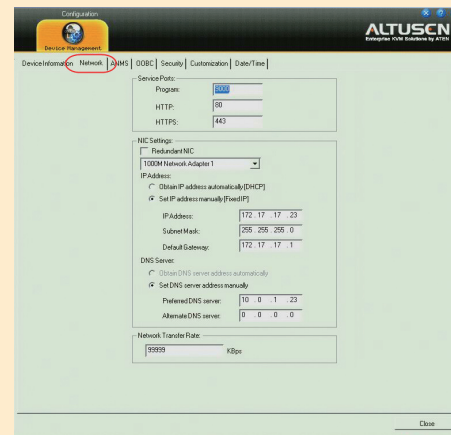 Configuration
ALTUSEN
Enterprise KVM Solutions by ATEN
Device Management
Device Information Network ANMS OOBC Security Customization Date/Time
Service Ports:
Program: 9000
HTTP: 80
HTTPS: 443
NIC Settings:
Redundant NIC
1000M Network Adapter 1
IP Address:
Obtain IP address automatically [DHCP]
Set IP address manually [Fixed IP]
IP Address: 172 . 17 . 17 . 23
Subnet Mask: 255 . 255 . 255 . 0
Default Gateway: 172 . 17 . 17 . 1
DNS Server:
Obtain DNS server address automatically
Set DNS server address manually
Preferred DNS server: 10 . 0 . 1 . 23
Alternate DNS server: 0 . 0 . 0 . 0
Network Transfer Rate:
99999 KBps
Close